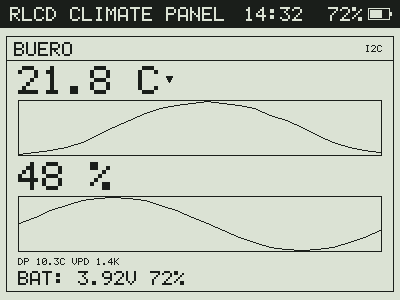 RLCD CLIMATE PANEL 14:32 72%
BUERO I2C
21.8 C▾
48 %
DP 10.3C VPD 1.4K
BAT: 3.92V 72%